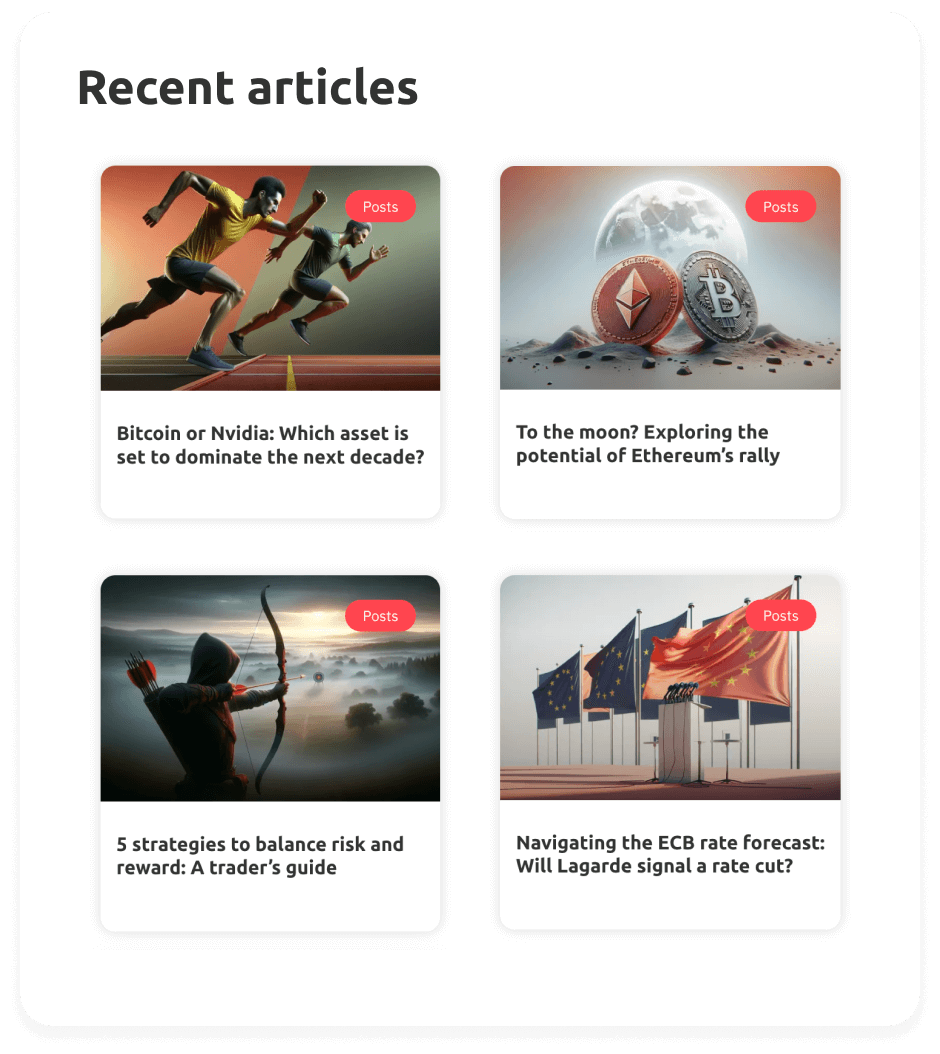 Recent articles
Posts
Bitcoin or Nvidia: Which asset is
set to dominate the next decade?
Posts
To the moon? Exploring the
potential of Ethereum’s rally
Posts
5 strategies to balance risk and
reward: A trader’s guide
Posts
Navigating the ECB rate forecast:
Will Lagarde signal a rate cut?